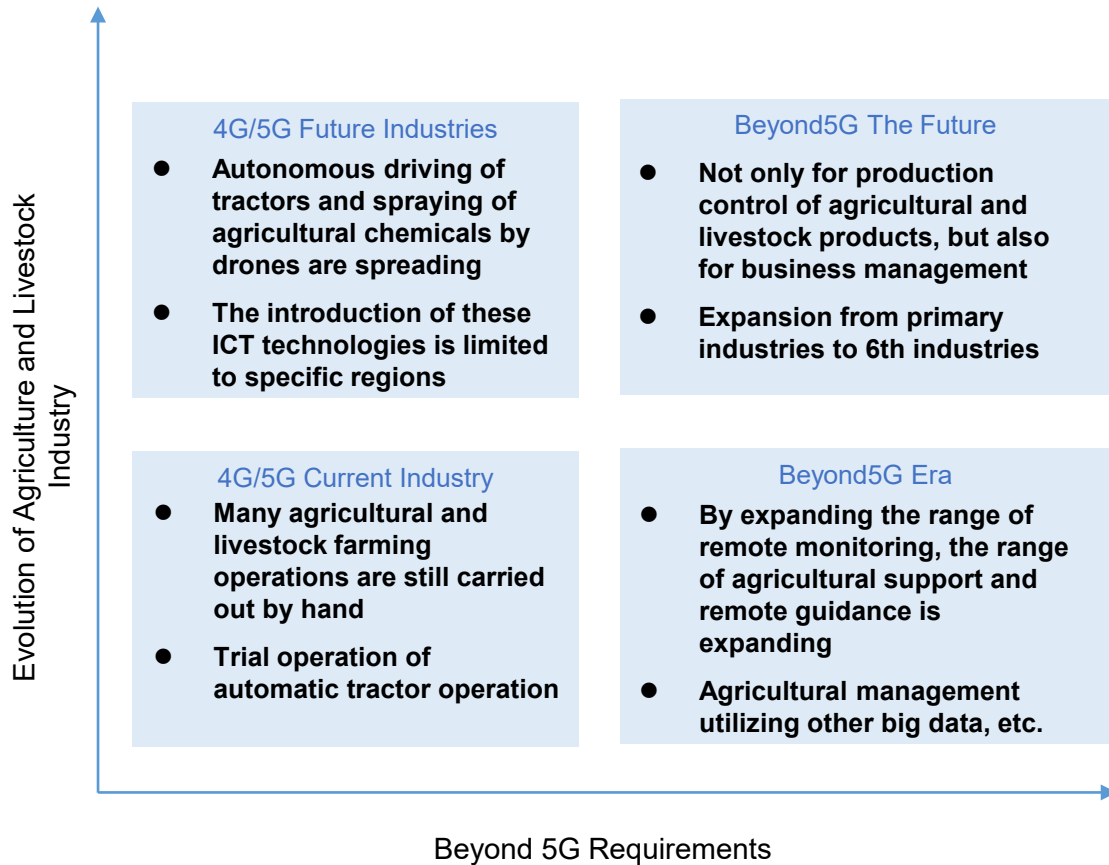 4G/5G Future Industries
● Autonomous driving of
tractors and spraying of
agricultural chemicals by
drones are spreading
● The introduction of these
ICT technologies is limited
to specific regions
Beyond5G The Future
● Not only for production
control of agricultural and
livestock products, but also
for business management
● Expansion from primary
industries to 6th industries
4G/5G Current Industry
● Many agricultural and
livestock farming
operations are still carried
out by hand
● Trial operation of
automatic tractor operation
Beyond5G Era
● By expanding the range of
remote monitoring, the range
of agricultural support and
remote guidance is
expanding
● Agricultural management
utilizing other big data, etc.
Evolution of Agriculture and Livestock
Industry
Beyond 5G Requirements